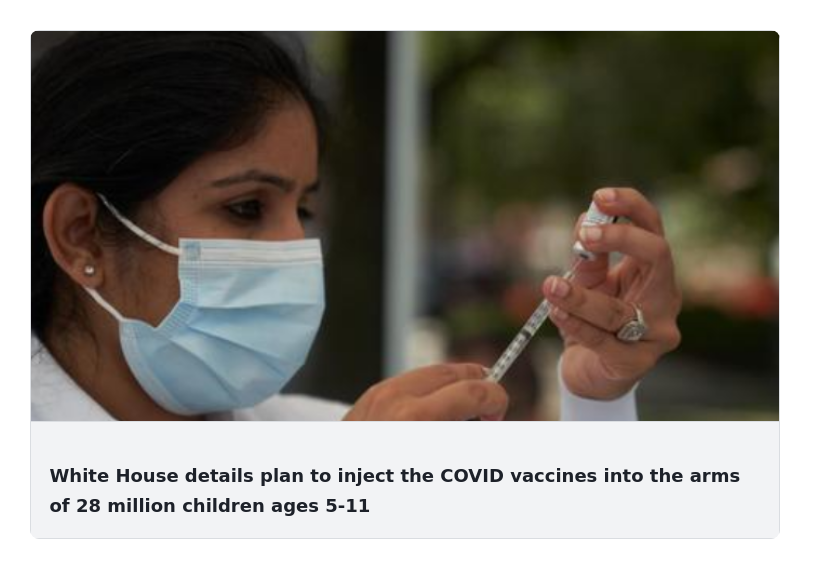 White House details plan to inject the COVID vaccines into the arms
of 28 million children ages 5-11